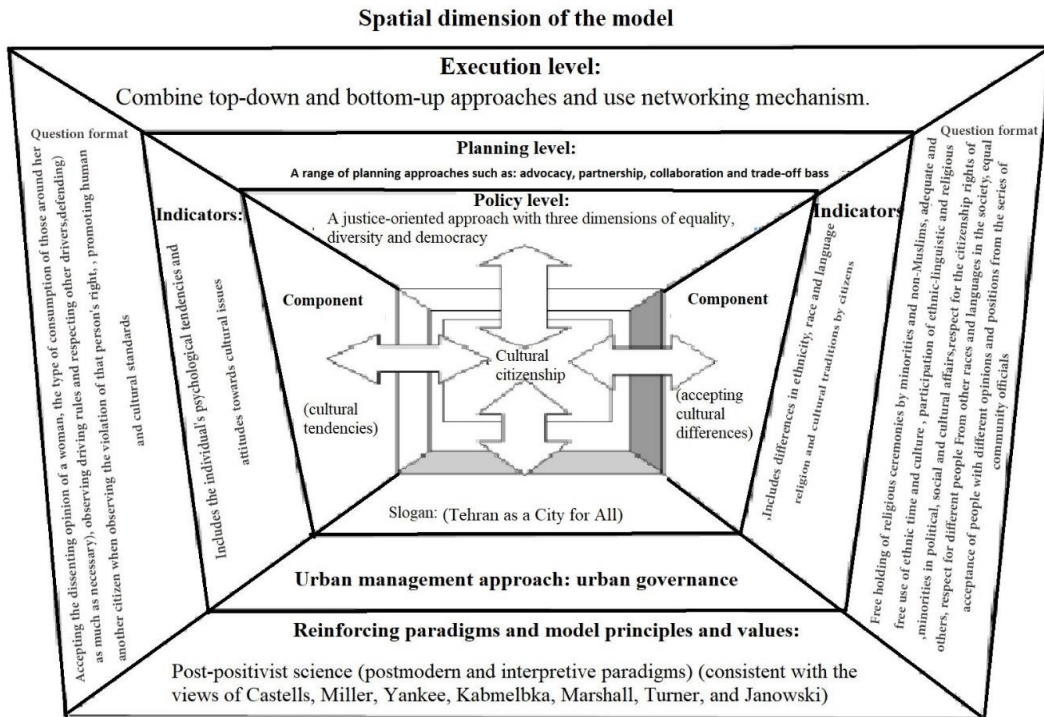 Spatial dimension of the model
Execution level:
Combine top-down and bottom-up approaches and use networking mechanism.
Question format
Accepting the dissenting opinion of a woman, the type of consumption of those around her
as much as necessary), observing driving rules and respecting other drivers,defending)
another citizen when observing the violation of that person's right, , promoting human
and cultural standards
Planning level:
A range of planning approaches such as: advocacy, partnership, collaboration and trade-off bass
Indicators:
Includes the individual's psychological tendencies and
attitudes towards cultural issues
Policy level:
A justice-oriented approach with three dimensions of equality,
diversity and democracy
Component
(cultural
tendencies)
Cultural
citizenship
Component
(accepting
cultural
differences)
Slogan: (Tehran as a City for All)
Indicators
,Includes differences in ethnicity, race and language
religion and cultural traditions by citizens
Question format
Free holding of religious ceremonies by minorities and non-Muslims, adequate and
free use of ethnic time and culture , participation of ethnic-linguistic and religious
,minorities in political, social and cultural affairs,respect for the citizenship rights of
others, respect for different people From other races and languages in the society, equal
acceptance of people with different opinions and positions from the series of
community officials
Urban management approach: urban governance
Reinforcing paradigms and model principles and values:
Post-positivist science (postmodern and interpretive paradigms) (consistent with the
views of Castells, Miller, Yankee, Kabmelbka, Marshall, Turner, and Janowski)